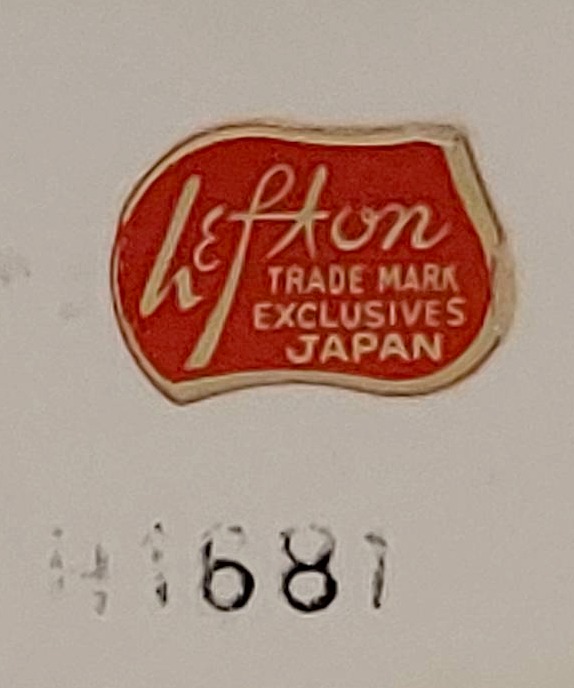 Lefton
TRADE MARK
EXCLUSIVES
JAPAN
H1681